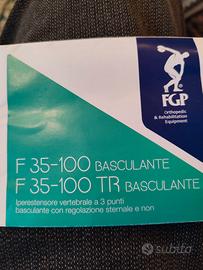 FGP
Orthopedic
& Rehabilitation
Equipment
F 35-100 BASCULANTE
F 35-100 TR BASCULANTE
Iperestensore vertebrale a 3 punti
basculante con regolazione sternale e non
subito